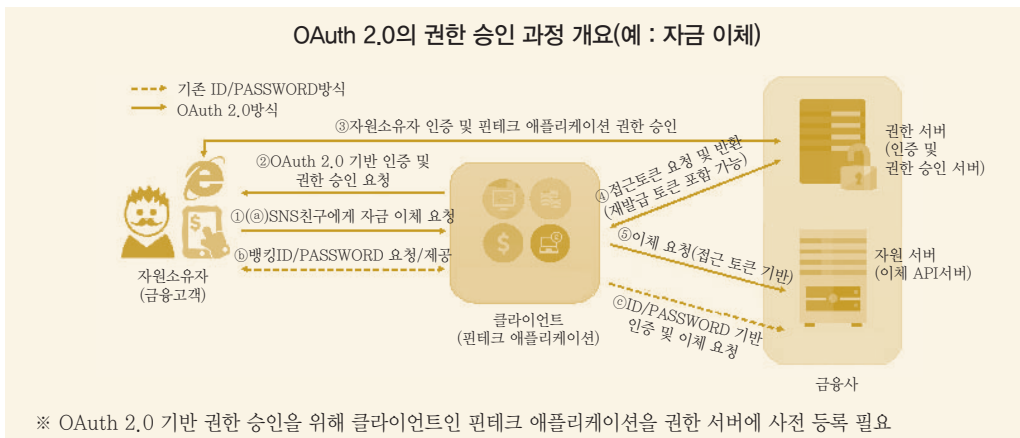 OAuth 2.0의 권한 승인 과정 개요(예 : 자금 이체)
기존 ID/PASSWORD방식
OAuth 2.0방식
③자원소유자 인증 및 핀테크 애플리케이션 권한 승인
②OAuth 2.0 기반 인증 및
권한 승인 요청
①(ⓐ)SNS친구에게 자금 이체 요청
ⓑ뱅킹ID/PASSWORD 요청/제공
자원소유자
(금융고객)
클라이언트
(핀테크 애플리케이션)
④접근토큰 요청 및 반환
(재발급 토큰 포함 가능)
⑤이체 요청(접근 토큰 기반)
ⓒID/PASSWORD 기반
인증 및 이체 요청
권한 서버
(인증 및
권한 승인 서버)
자원 서버
(이체 API서버)
금융사
※ OAuth 2.0 기반 권한 승인을 위해 클라이언트인 핀테크 애플리케이션을 권한 서버에 사전 등록 필요